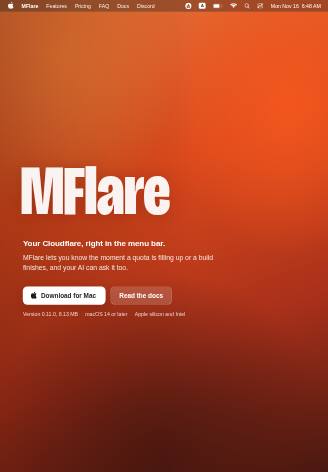 MFlare Features Pricing FAQ Docs Discord Mon Nov 16 6:48 AM
MFlare
Your Cloudflare, right in the menu bar.
MFlare lets you know the moment a quota is filling up or a build
finishes, and your AI can ask it too.
Download for Mac Read the docs
Version 0.11.0, 8.13 MB macOS 14 or later Apple silicon and Intel